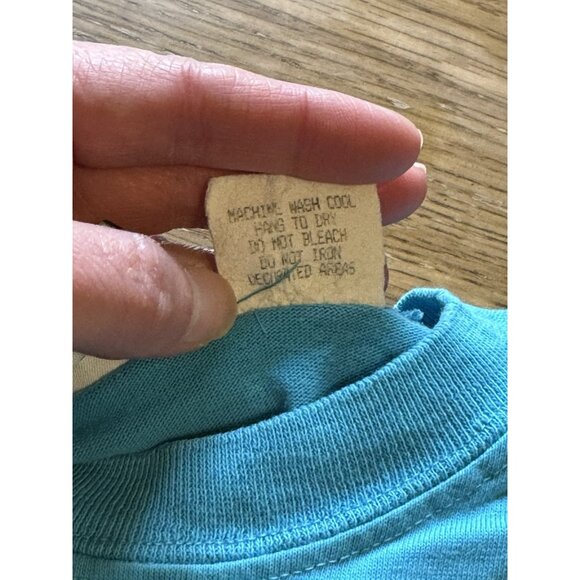 MACHINE WASH COOL
HANG TO DRY
DO NOT BLEACH
DO NOT IRON
DECORATED AREAS